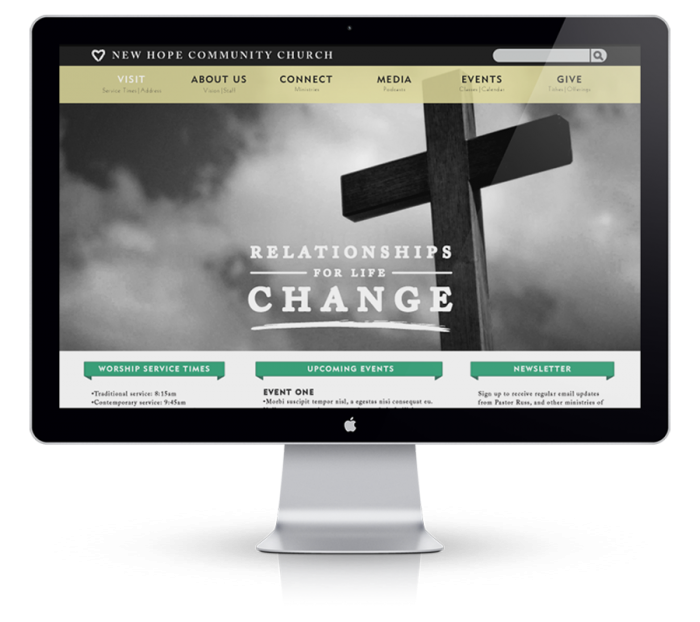 NEW HOPE COMMUNITY CHURCH
VISIT ABOUT US CONNECT MEDIA EVENTS GIVE
Service Times | Address Vision | Staff Ministries Podcasts Classes | Calendar Tithes | Offerings
RELATIONSHIPS
FOR LIFE
CHANGE
WORSHIP SERVICE TIMES UPCOMING EVENTS NEWSLETTER
•Traditional service: 8:15am
•Contemporary service: 9:45am
EVENT ONE
•Morbi suscipit tempor nisl, a egestas nisi consequat eu.
Sign up to receive regular email updates
from Pastor Russ, and other ministries of